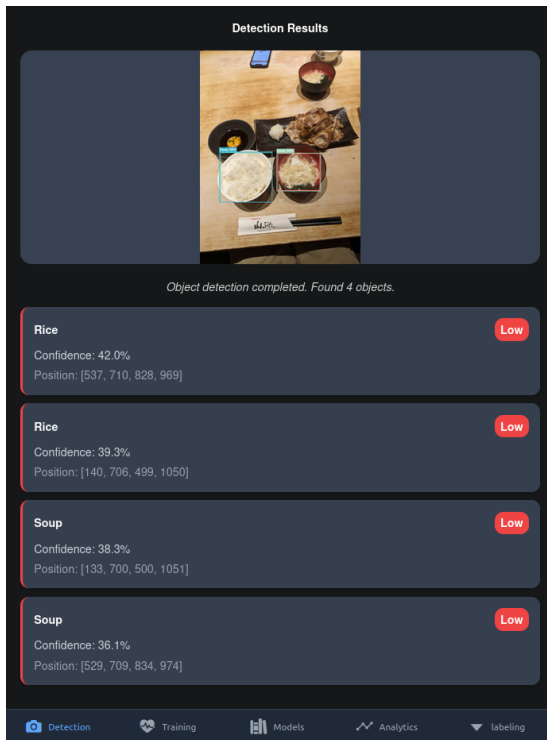 Detection Results
Object detection completed. Found 4 objects.
Rice
Low
Confidence: 42.0%
Position: [537, 710, 828, 969]
Rice
Low
Confidence: 39.3%
Position: [140, 706, 499, 1050]
Soup
Low
Confidence: 38.3%
Position: [133, 700, 500, 1051]
Soup
Low
Confidence: 36.1%
Position: [529, 709, 834, 974]
Detection
Training
Models
Analytics
labeling